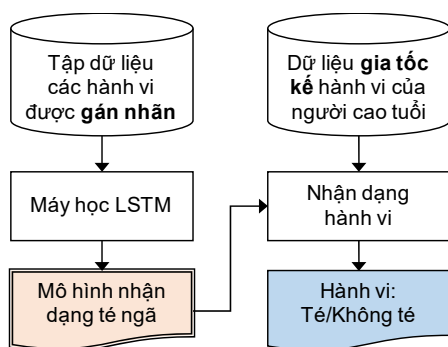 Tập dữ liệu
các hành vi
được gán nhãn
Máy học LSTM
Mô hình nhận
dạng té ngã
Dữ liệu gia tốc
kế hành vi của
người cao tuổi
Nhận dạng
hành vi
Hành vi:
Té/Không té